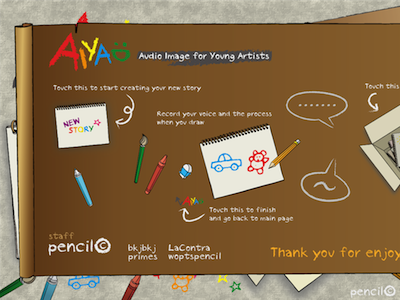 AiYA
Audio Image for Young Artists
Touch this to start creating your new story
Touch this
NEW
STORY
Record your voice and the process
when you draw
Touch this to finish
and go back to main page
staff
pencil©
bkjbkj
primes
LaContra
woptspencil
Thank you for enjoy
pencil©